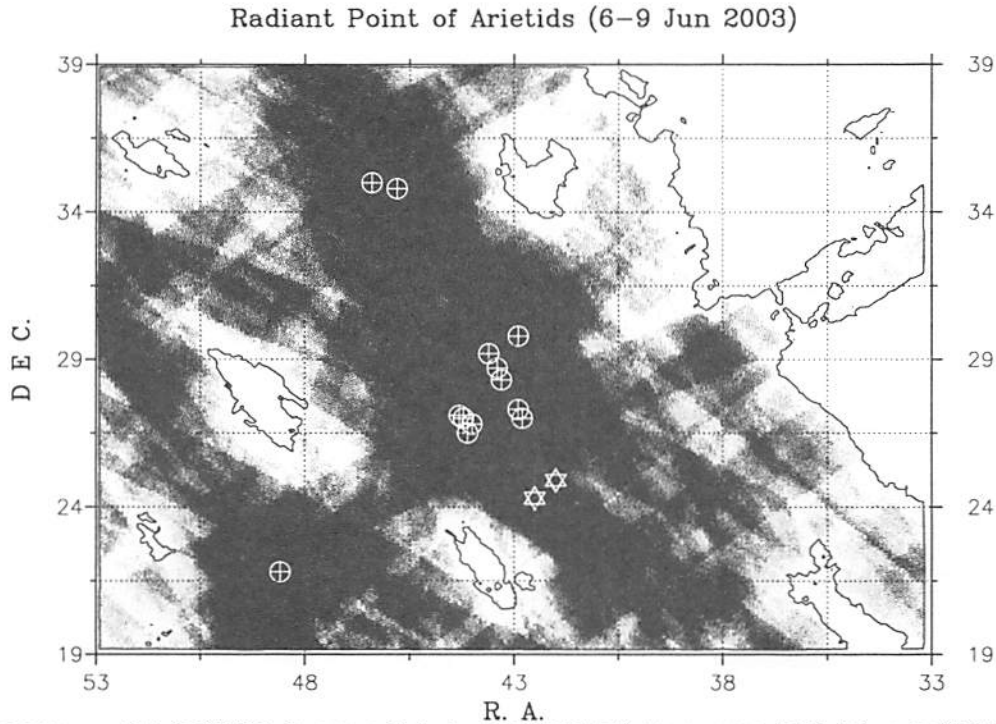 Radiant Point of Arietids (6–9 Jun 2003)
39 39
34 34
29 29
24 24
19 19
53 48 43 38 33
D E C.
R. A.